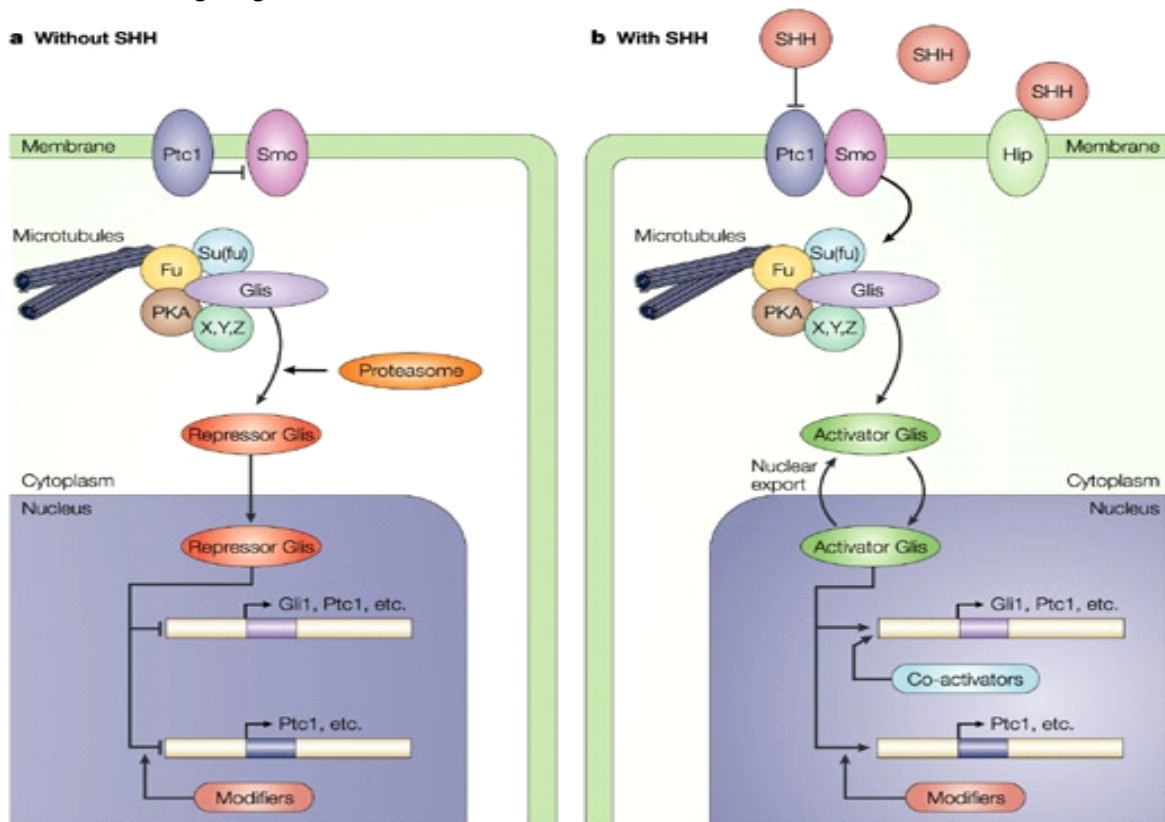 a Without SHH
Membrane
Ptc1
Smo
Microtubules
Fu
Su(fu)
Glis
PKA
X,Y,Z
Proteasome
Repressor Glis
Cytoplasm
Nucleus
Repressor Glis
Gli1, Ptc1, etc.
Ptc1, etc.
Modifiers
b With SHH
SHH
SHH
SHH
Ptc1
Smo
Hip
Membrane
Microtubules
Fu
Su(fu)
Glis
PKA
X,Y,Z
Activator Glis
Nuclear
export
Cytoplasm
Nucleus
Activator Glis
Gli1, Ptc1, etc.
Co-activators
Ptc1, etc.
Modifiers